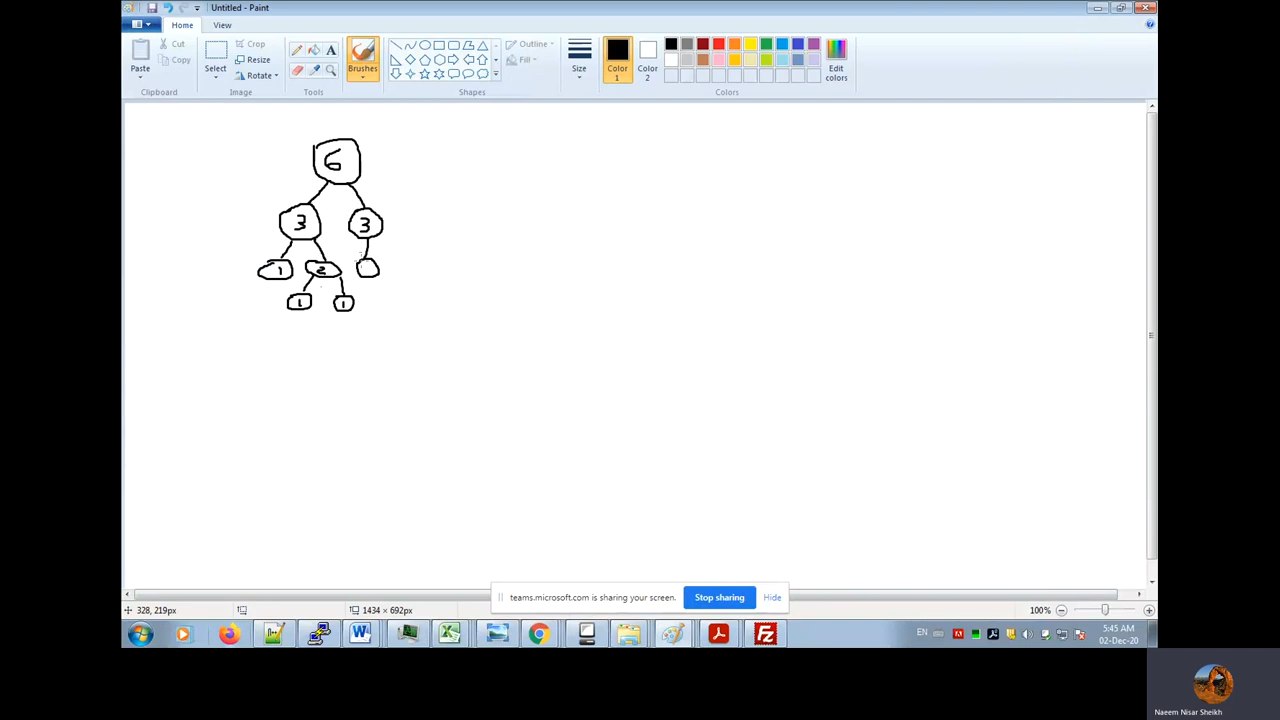 Untitled - Paint
Home View
Paste
Cut
Copy
Clipboard
Select
Crop
Resize
Rotate
Image
A
Tools
Brushes
Outline
Fill
Shapes
Size
Color 1
Color 2
Edit colors
Colors
6
3 3
1 2
1 1
teams.microsoft.com is sharing your screen. Stop sharing Hide
328, 219px 1434 × 692px 100%
EN 5:45 AM
02-Dec-20
Naeem Nisar Sheikh